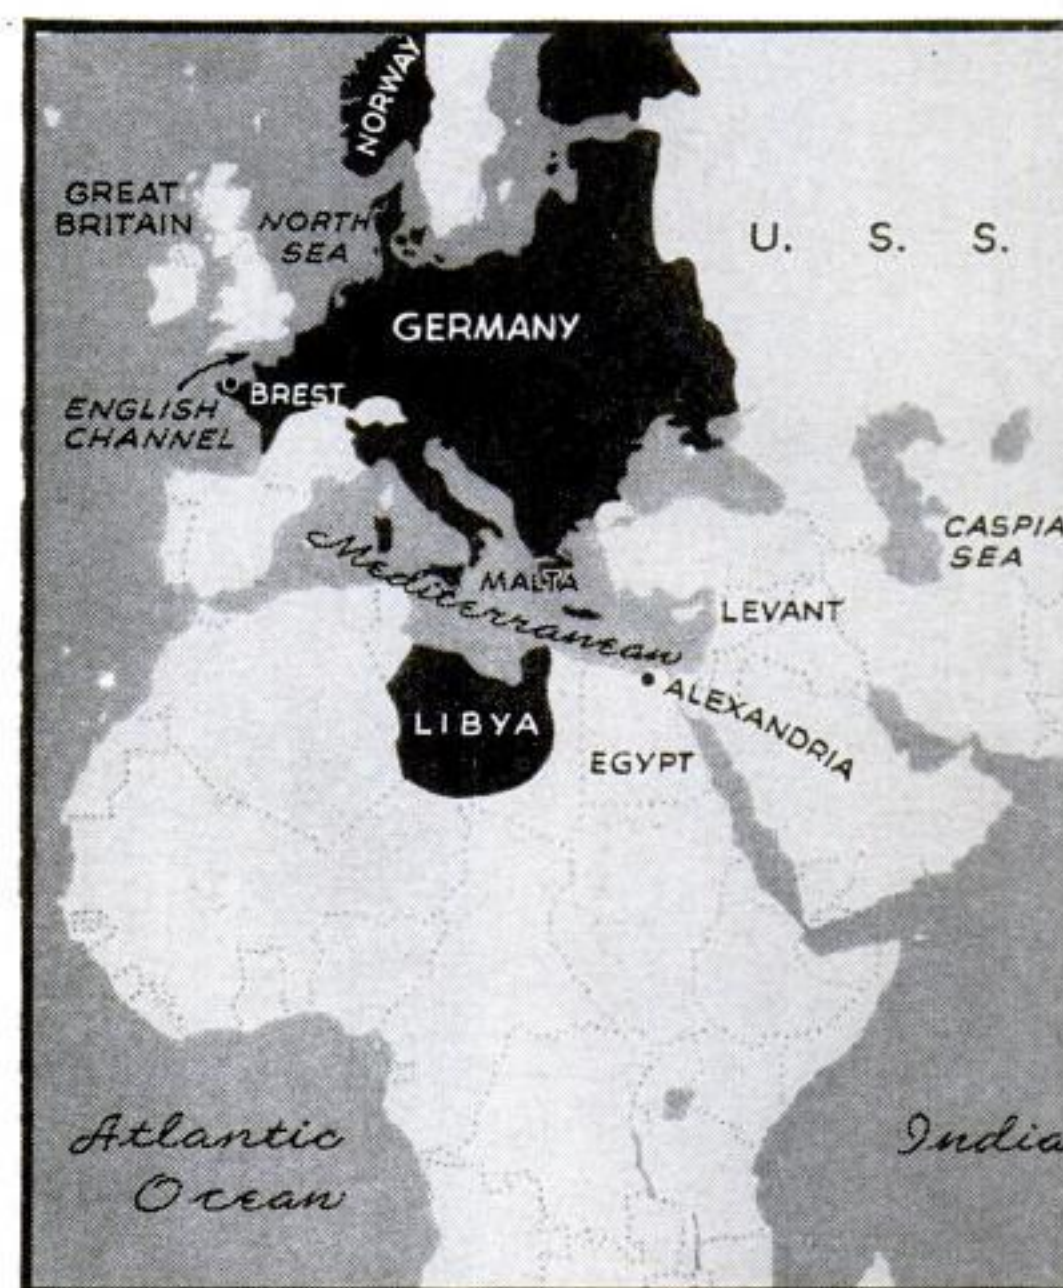 NORWAY
GREAT
BRITAIN
NORTH
SEA
U. S. S.
GERMANY
BREST
ENGLISH
CHANNEL
CASPIA
SEA
Mediterranean
MALTA
LEVANT
ALEXANDRIA
LIBYA
EGYPT
Atlantic
Ocean
India